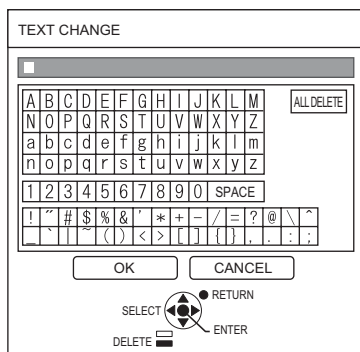 TEXT CHANGE
A B C D E F G H I J K L M ALL DELETE
N O P Q R S T U V W X Y Z
a b c d e f g h i j k l m
n o p q r s t u v w x y z
1 2 3 4 5 6 7 8 9 0 SPACE
! ˝ # $ % & ' * + - / = ? @ \ ^
_ ` | ~ ( ) < > [ ] { } , . : ;
OK CANCEL
RETURN
SELECT
ENTER
DELETE